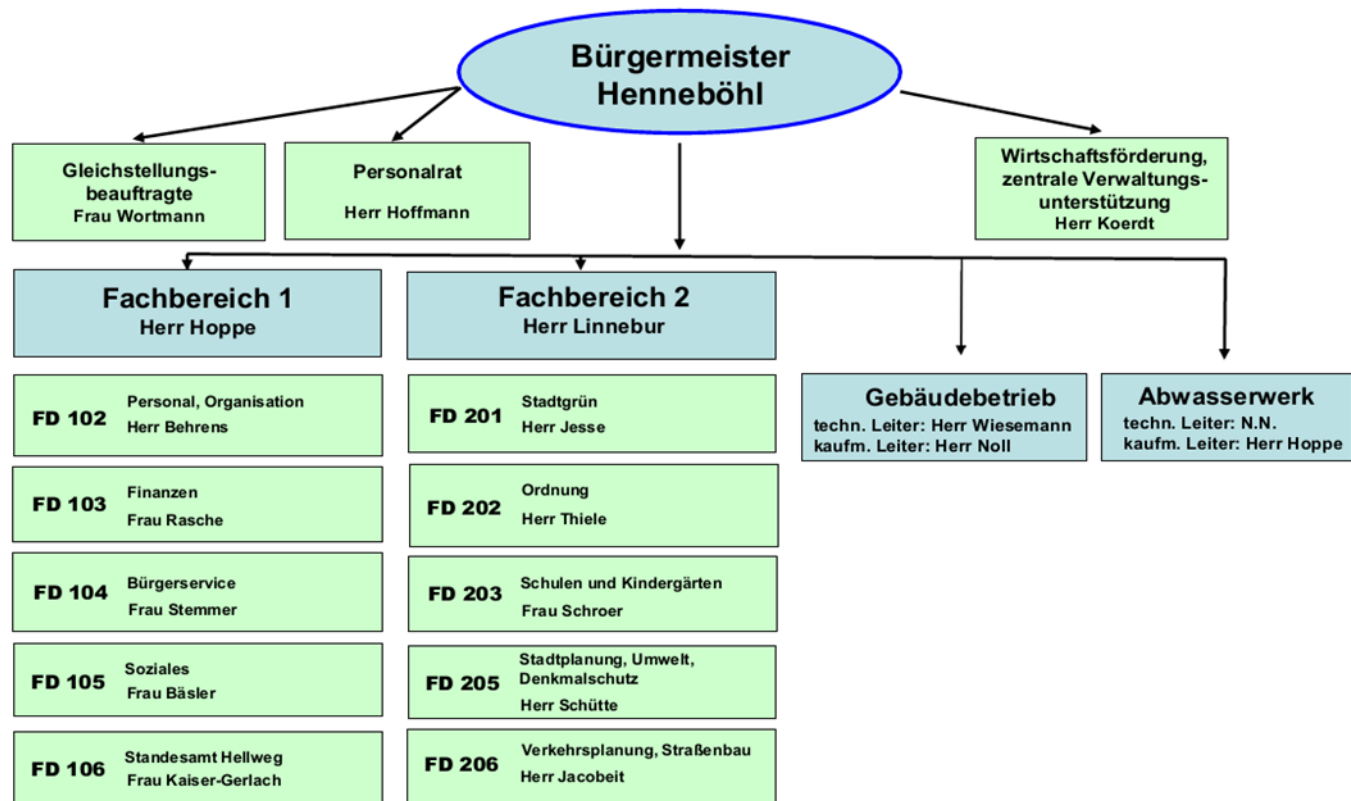 Bürgermeister
Henneböhl
Gleichstellungs-
beauftragte
Frau Wortmann
Personalrat
Herr Hoffmann
Wirtschaftsförderung,
zentrale Verwaltungs-
unterstützung
Herr Koerdt
Fachbereich 1
Herr Hoppe
FD 102
Personal, Organisation
Herr Behrens
FD 103
Finanzen
Frau Rasche
FD 104
Bürgerservice
Frau Stemmer
FD 105
Soziales
Frau Bäsler
FD 106
Standesamt Hellweg
Frau Kaiser-Gerlach
Fachbereich 2
Herr Linnebur
FD 201
Stadtgrün
Herr Jesse
FD 202
Ordnung
Herr Thiele
FD 203
Schulen und Kindergärten
Frau Schroer
FD 205
Stadtplanung, Umwelt,
Denkmalschutz
Herr Schütte
FD 206
Verkehrsplanung, Straßenbau
Herr Jacobeit
Gebäudebetrieb
techn. Leiter: Herr Wiesemann
kaufm. Leiter: Herr Noll
Abwasserwerk
techn. Leiter: N.N.
kaufm. Leiter: Herr Hoppe